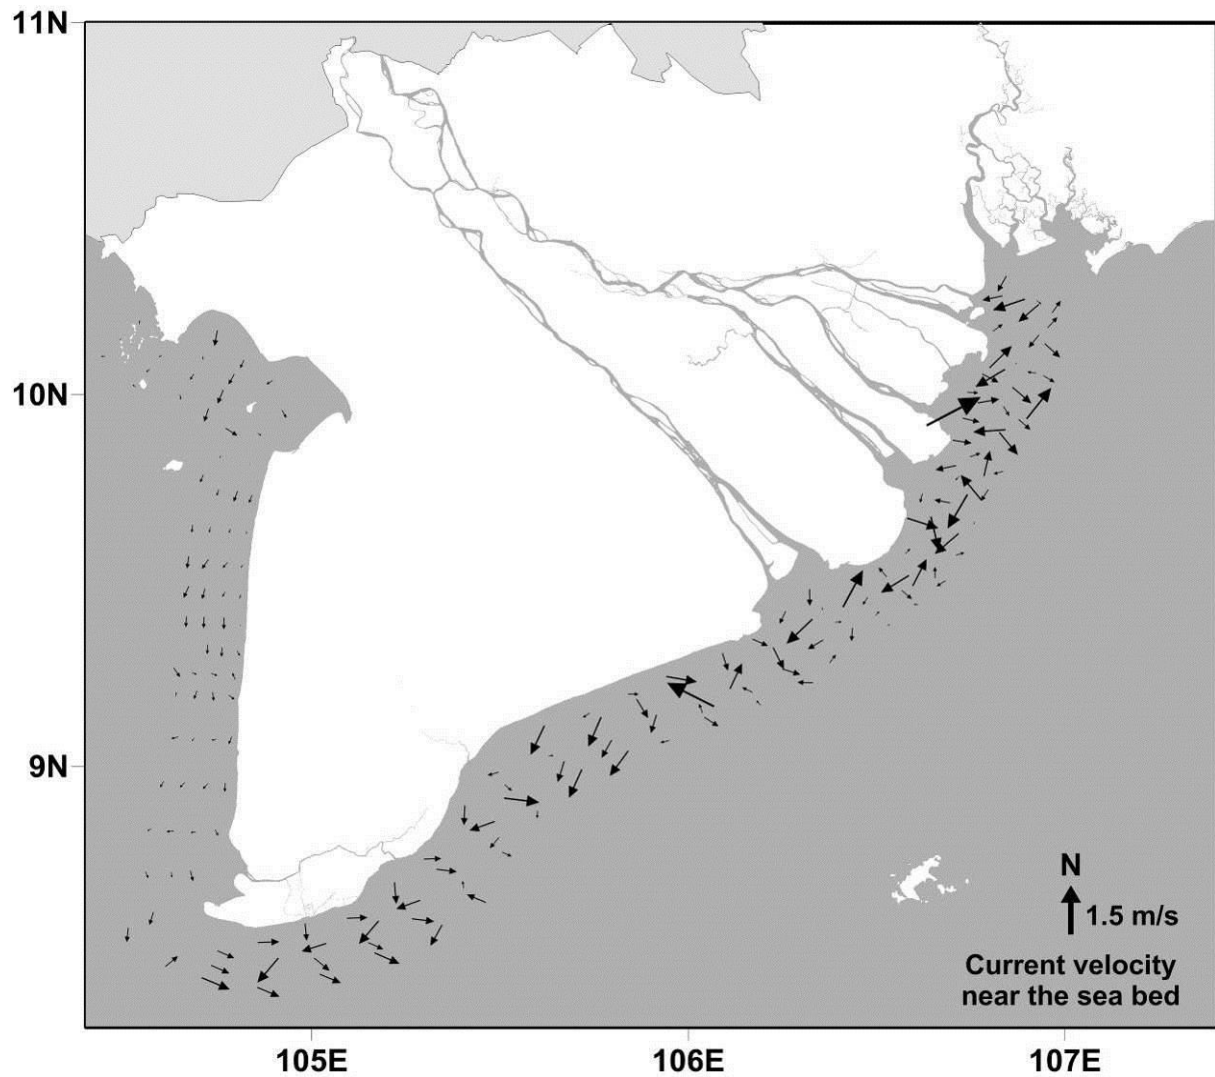 11N
10N
9N
N
1.5 m/s
Current velocity
near the sea bed
105E
106E
107E